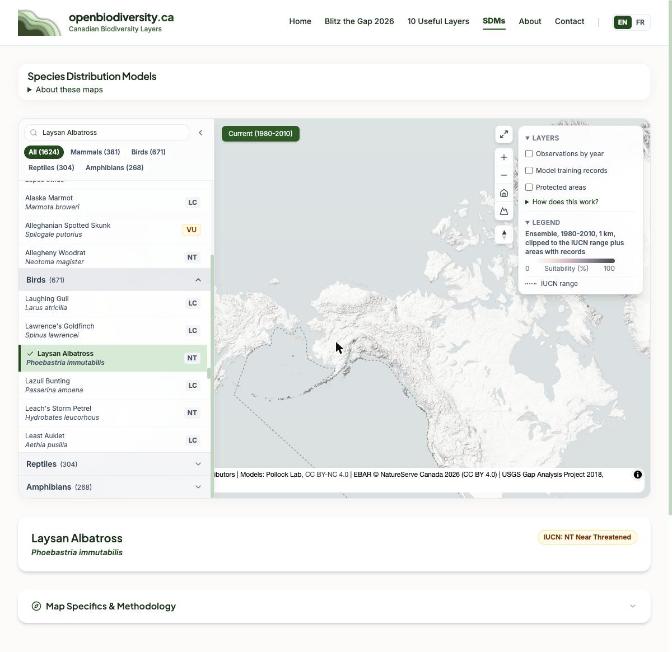 openbiodiversity.ca
Canadian Biodiversity Layers
Home
Blitz the Gap 2026
10 Useful Layers
SDMs
About
Contact
EN
FR
Species Distribution Models
About these maps
Laysan Albatross
All (1624)
Mammals (381)
Birds (671)
Reptiles (304)
Amphibians (268)
Alaska Marmot
Marmota broweri
LC
Alleghanian Spotted Skunk
Spilogale putorius
VU
Allegheny Woodrat
Neotoma magister
NT
Birds (671)
Laughing Gull
Larus atricilla
LC
Lawrence's Goldfinch
Spinus lawrencei
LC
Laysan Albatross
Phoebastria immutabilis
NT
Lazuli Bunting
Passerina amoena
LC
Leach's Storm Petrel
Hydrobates leucorhous
NT
Least Auklet
Aethia pusilla
LC
Reptiles (304)
Amphibians (268)
Current (1980-2010)
LAYERS
Observations by year
Model training records
Protected areas
How does this work?
LEGEND
Ensemble, 1980-2010, 1 km,
clipped to the IUCN range plus
areas with records
0 Suitability (%) 100
IUCN range
ibutors | Models: Pollock Lab, CC BY-NC 4.0 | EBAR © NatureServe Canada 2026 (CC BY 4.0) | USGS Gap Analysis Project 2018,
Laysan Albatross
Phoebastria immutabilis
IUCN: NT Near Threatened
Map Specifics & Methodology